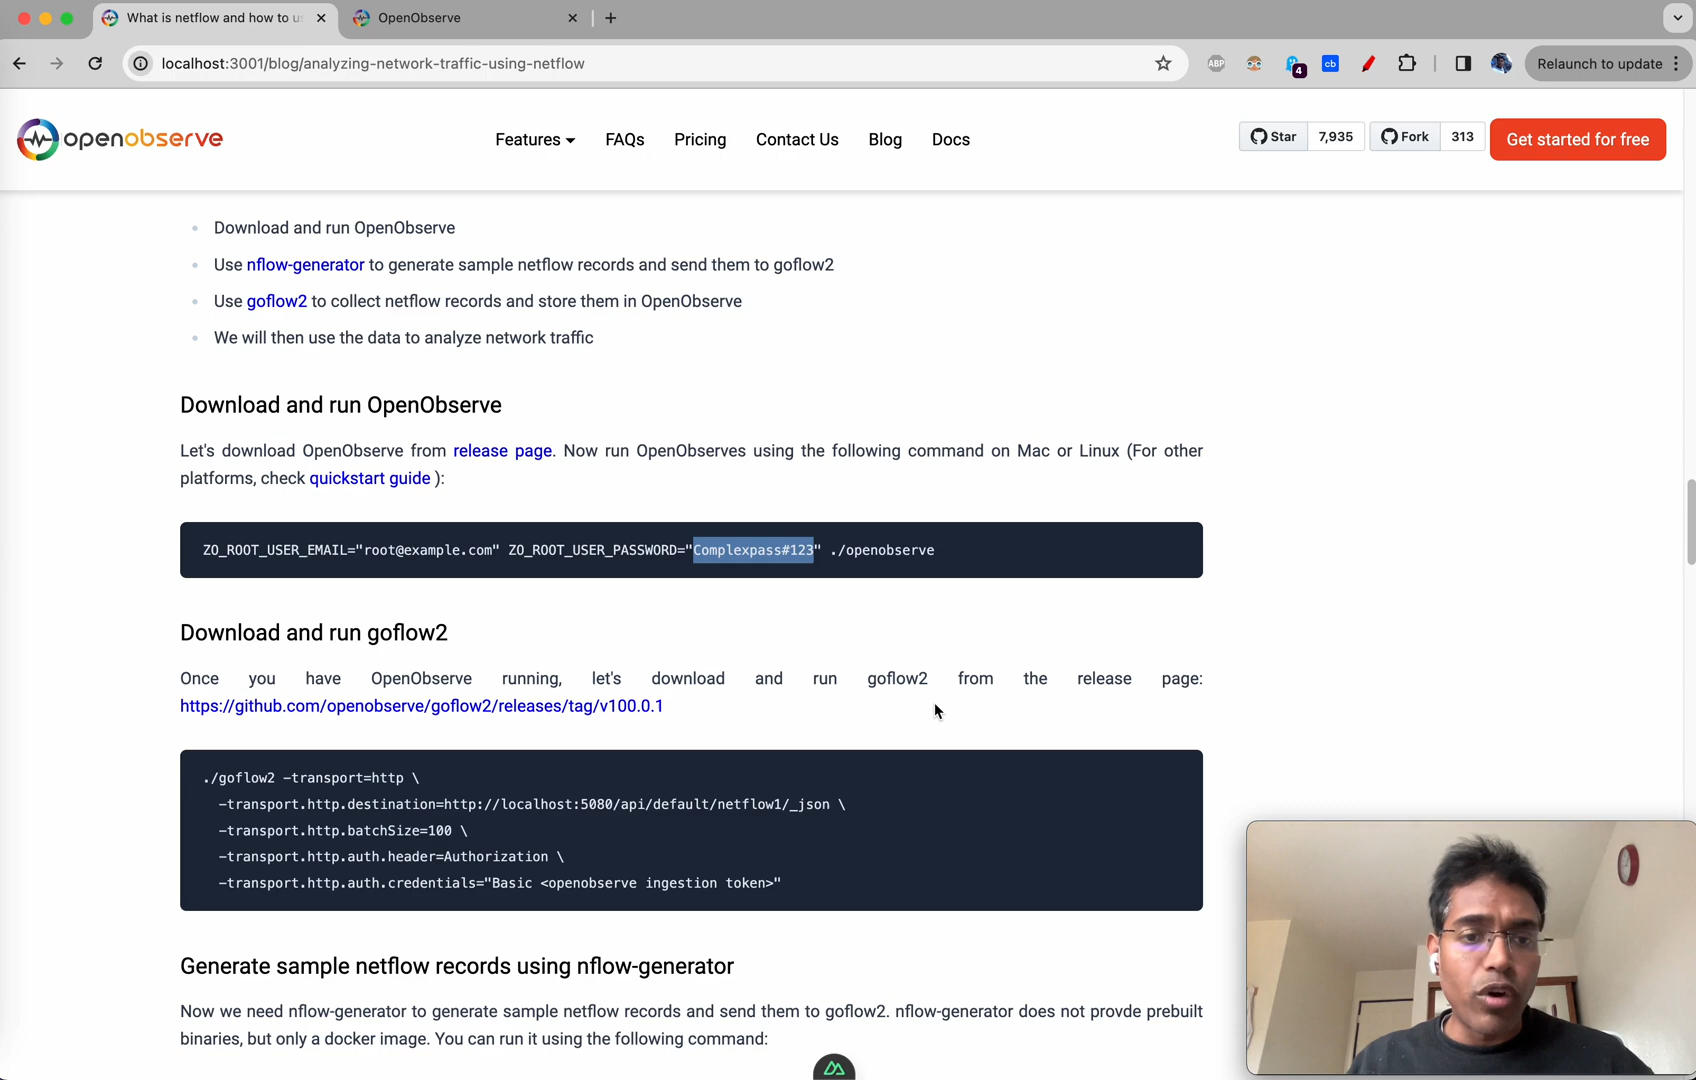 What is netflow and how to u
OpenObserve
localhost:3001/blog/analyzing-network-traffic-using-netflow
ABP
4
cb
Relaunch to update
openobserve
Features
FAQs
Pricing
Contact Us
Blog
Docs
Star
7,935
Fork
313
Get started for free
Download and run OpenObserve
Use nflow-generator to generate sample netflow records and send them to goflow2
Use goflow2 to collect netflow records and store them in OpenObserve
We will then use the data to analyze network traffic
Download and run OpenObserve
Let's download OpenObserve from release page. Now run OpenObserves using the following command on Mac or Linux (For other
platforms, check quickstart guide ):
ZO_ROOT_USER_EMAIL="root@example.com" ZO_ROOT_USER_PASSWORD="Complexpass#123" ./openobserve
Download and run goflow2
Once you have OpenObserve running, let's download and run goflow2 from the release page:
https://github.com/openobserve/goflow2/releases/tag/v100.0.1
./goflow2 -transport=http \
-transport.http.destination=http://localhost:5080/api/default/netflow1/_json \
-transport.http.batchSize=100 \
-transport.http.auth.header=Authorization \
-transport.http.auth.credentials="Basic <openobserve ingestion token>"
Generate sample netflow records using nflow-generator
Now we need nflow-generator to generate sample netflow records and send them to goflow2. nflow-generator does not provde prebuilt
binaries, but only a docker image. You can run it using the following command: